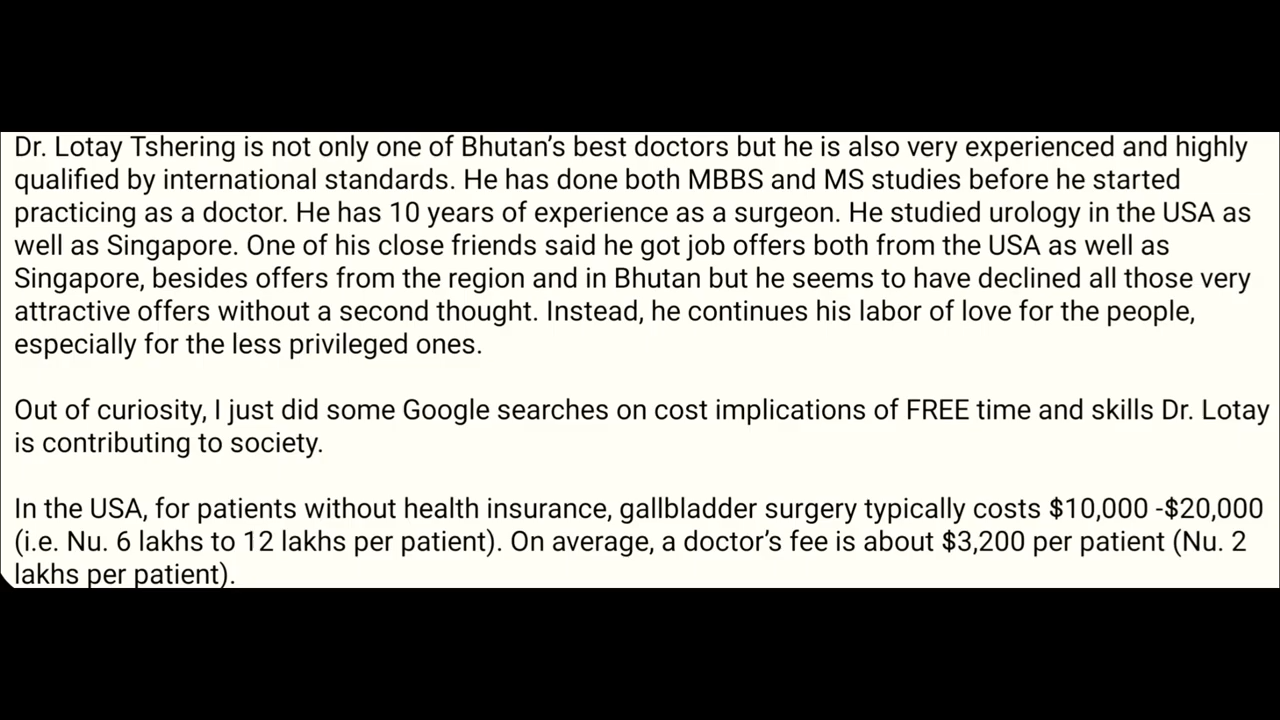 Dr. Lotay Tshering is not only one of Bhutan’s best doctors but he is also very experienced and highly
qualified by international standards. He has done both MBBS and MS studies before he started
practicing as a doctor. He has 10 years of experience as a surgeon. He studied urology in the USA as
well as Singapore. One of his close friends said he got job offers both from the USA as well as
Singapore, besides offers from the region and in Bhutan but he seems to have declined all those very
attractive offers without a second thought. Instead, he continues his labor of love for the people,
especially for the less privileged ones.
Out of curiosity, I just did some Google searches on cost implications of FREE time and skills Dr. Lotay
is contributing to society.
In the USA, for patients without health insurance, gallbladder surgery typically costs $10,000 -$20,000
(i.e. Nu. 6 lakhs to 12 lakhs per patient). On average, a doctor’s fee is about $3,200 per patient (Nu. 2
lakhs per patient).